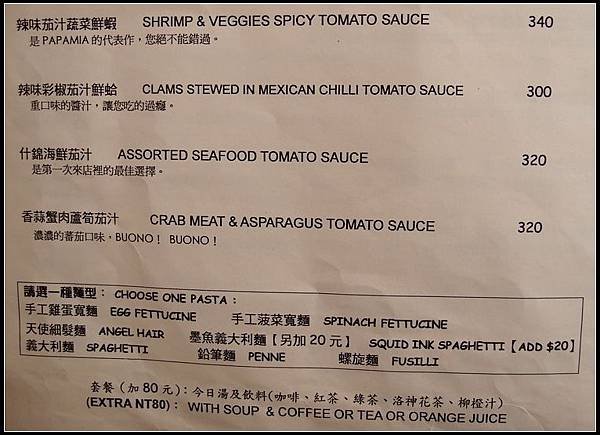 辣味茄汁蔬菜鮮蝦 SHRIMP & VEGGIES SPICY TOMATO SAUCE 340
是 PAPAMIA 的代表作，您絕不能錯過。
辣味彩椒茄汁鮮蛤 CLAMS STEWED IN MEXICAN CHILLI TOMATO SAUCE 300
重口味的醬汁，讓您吃的過癮。
什錦海鮮茄汁 ASSORTED SEAFOOD TOMATO SAUCE 320
是第一次來店裡的最佳選擇。
香蒜蟹肉蘆筍茄汁 CRAB MEAT & ASPARAGUS TOMATO SAUCE 320
濃濃的蕃茄口味，BUONO！ BUONO！
請選一種麵型： CHOOSE ONE PASTA :
手工雞蛋寬麵 EGG FETTUCINE 手工菠菜寬麵 SPINACH FETTUCINE
天使細髮麵 ANGEL HAIR 墨魚義大利麵【另加 20 元】 SQUID INK SPAGHETTI【ADD $20】
義大利麵 SPAGHETTI 鉛筆麵 PENNE 螺旋麵 FUSILLI
套餐（加 80 元）：今日湯及飲料(咖啡、紅茶、綠茶、洛神花茶、柳橙汁）
(EXTRA NT80)： WITH SOUP & COFFEE OR TEA OR ORANGE JUICE